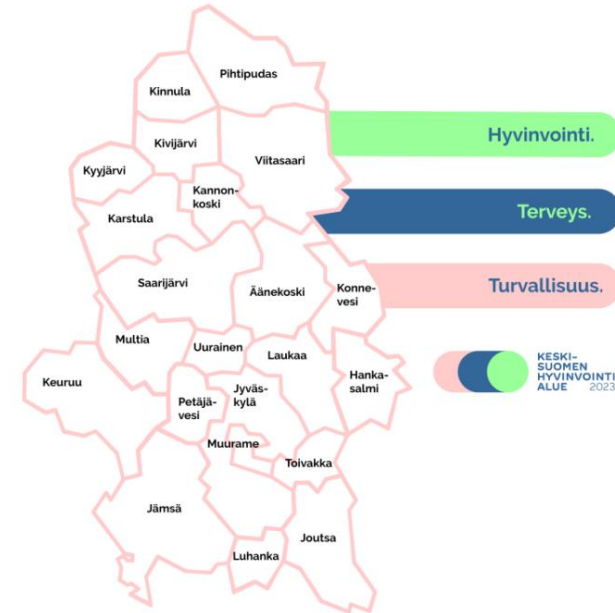 Pihtipudas
Kinnula
Kivijärvi
Viitasaari
Hyvinvointi.
Kyyjärvi
Kannon-
koski
Karstula
Terveys.
Saarijärvi
Äänekoski
Konne-
vesi
Turvallisuus.
Multia
Uurainen
Laukaa
Keuruu
Hanka-
salmi
KESKI-
SUOMEN
HYVINVOINTI
ALUE 2023
Petäjä-
vesi
Jyväs-
kylä
Muurame
Toivakka
Jämsä
Joutsa
Luhanka